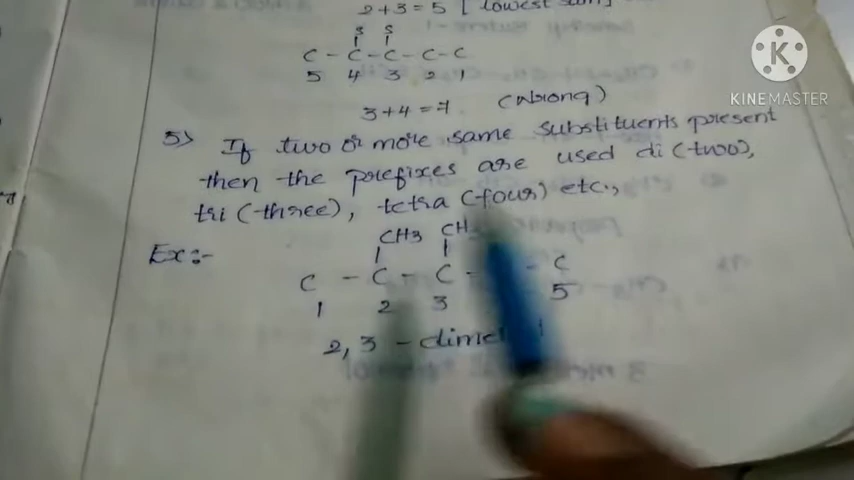 2+3=5 [lowest sum]
S S
C - C - C - C - C
5 4 3 2 1
3+4=7 (Wrong)
5) If two or more same substituents present
then the prefixes are used di (two),
tri (three), tetra (four) etc.,
CH3 CH
Ex:- C - C - C - - C
1 2 3 5
2,3 - dime
KINEMASTER